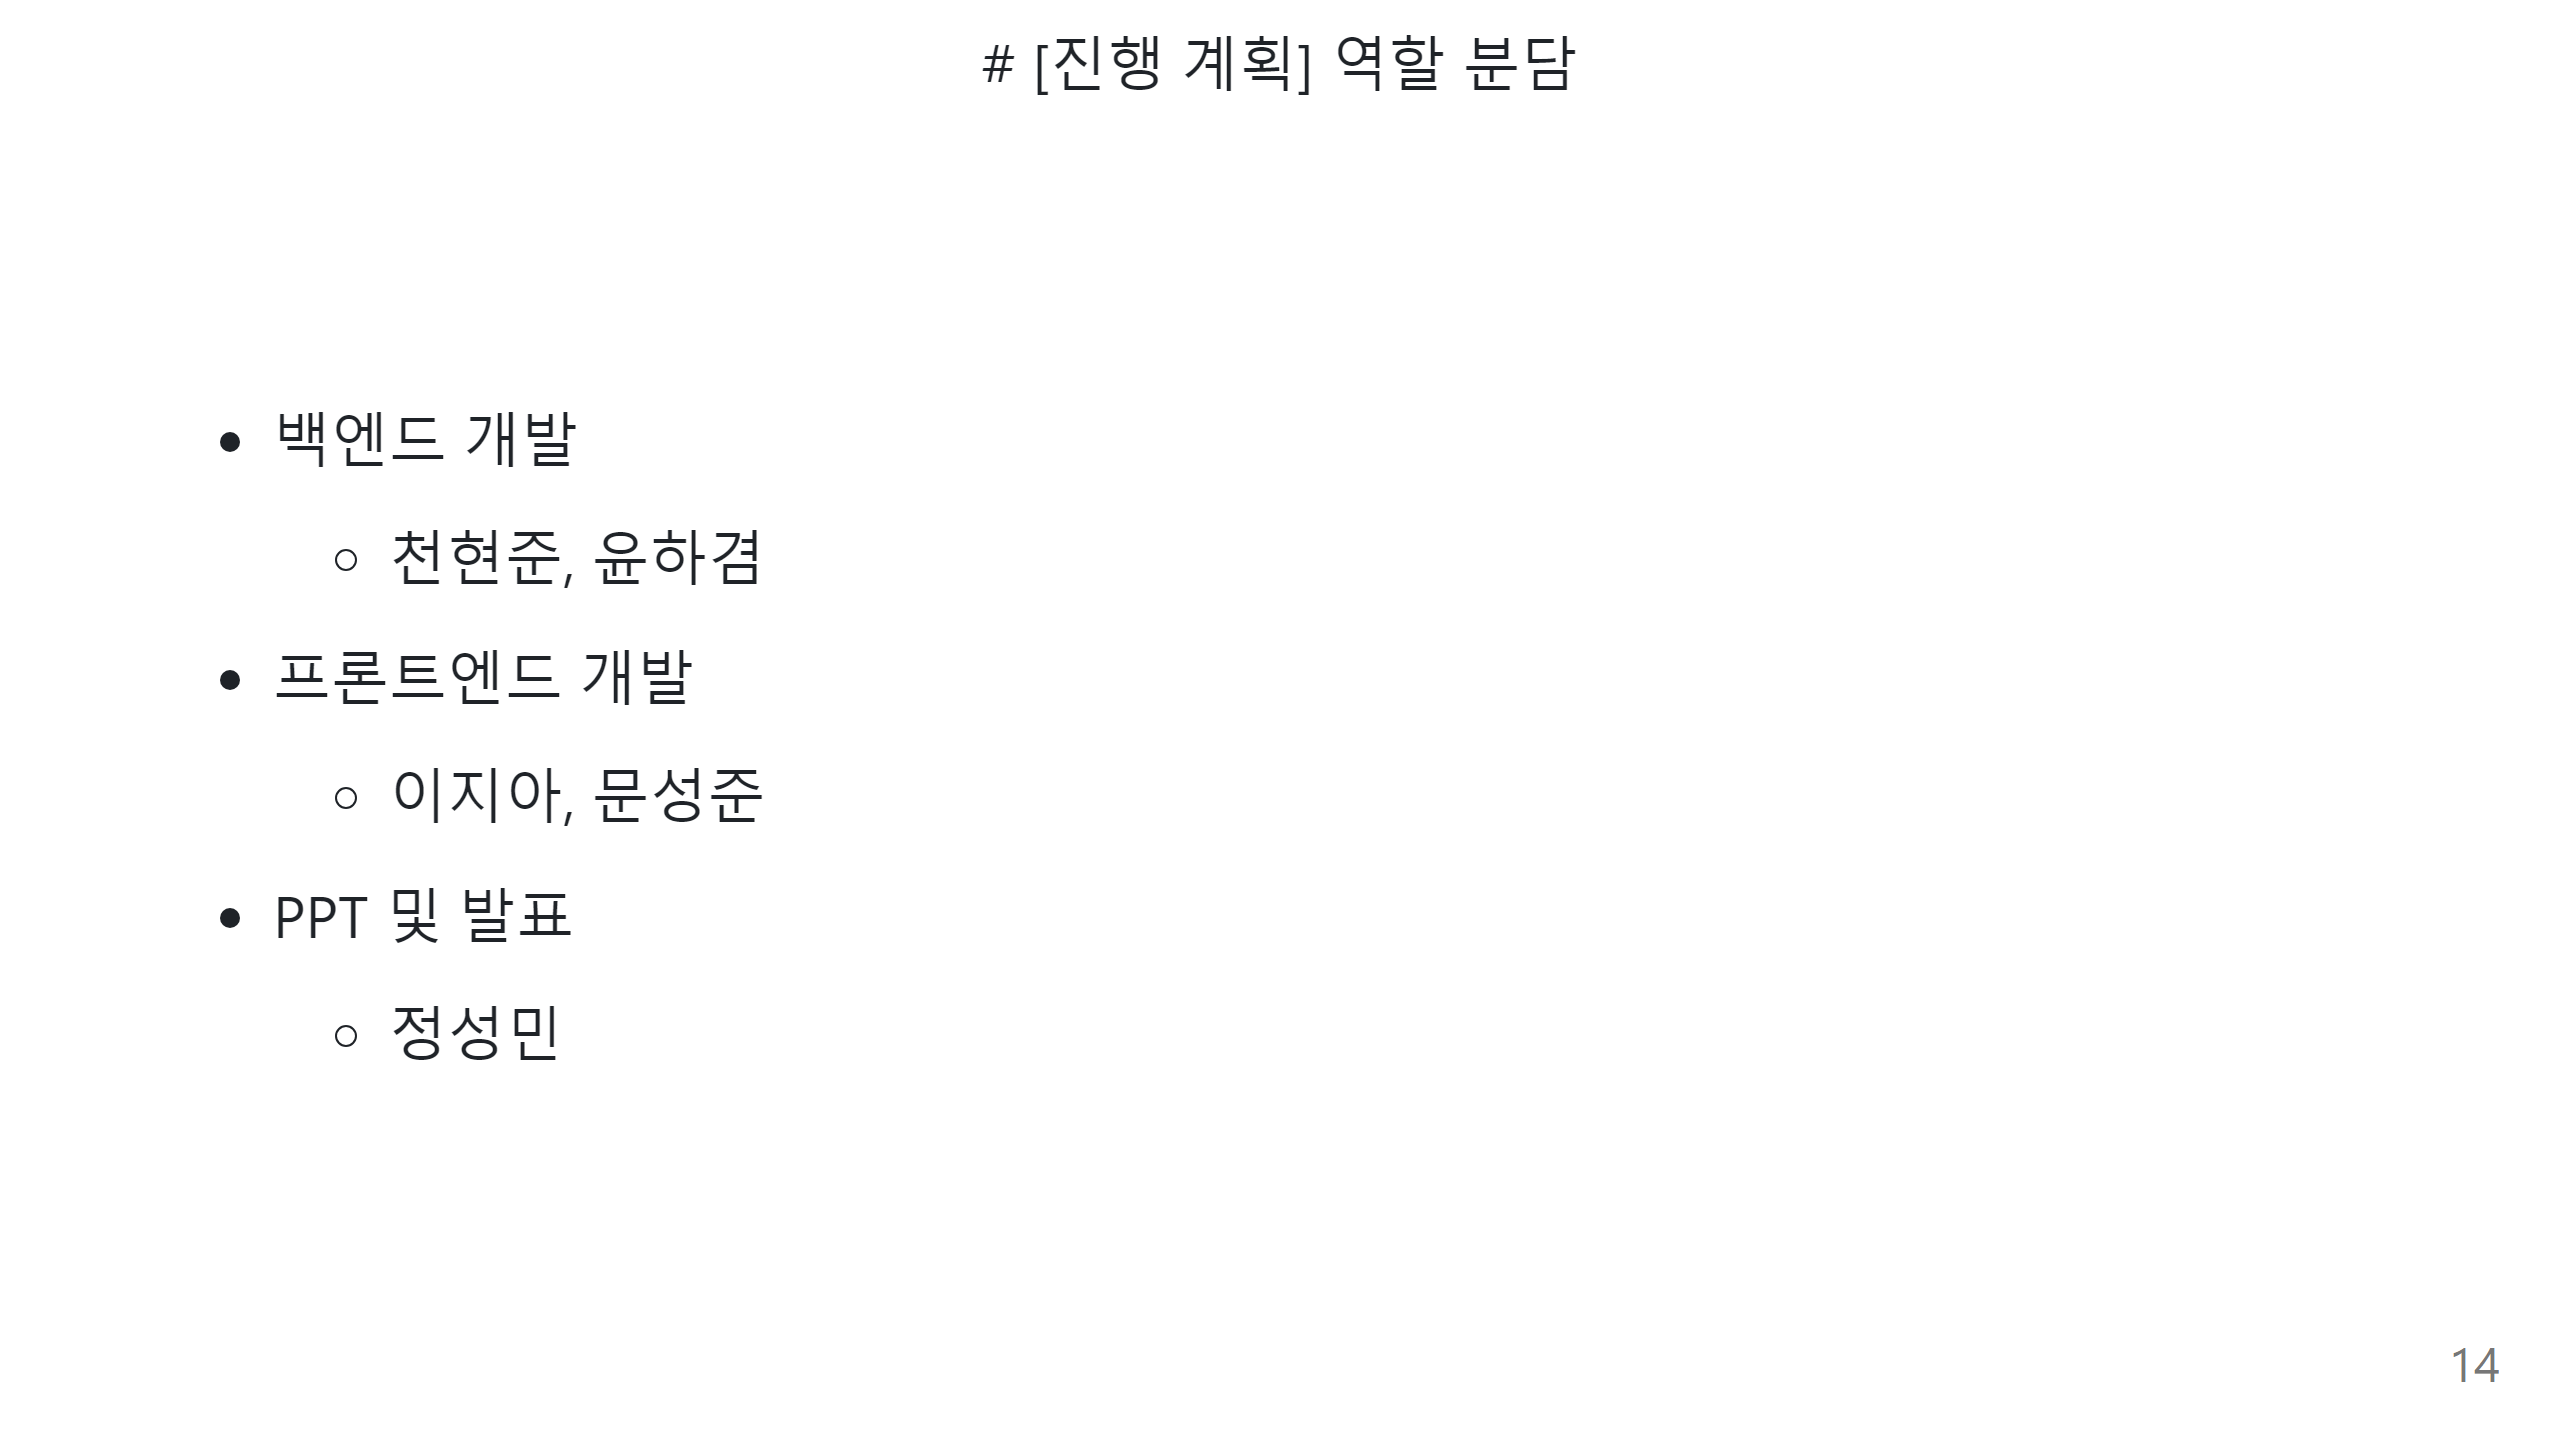 # [진행 계획] 역할 분담
• 백엔드 개발
○ 천현준, 윤하겸
• 프론트엔드 개발
○ 이지아, 문성준
• PPT 및 발표
○ 정성민
14